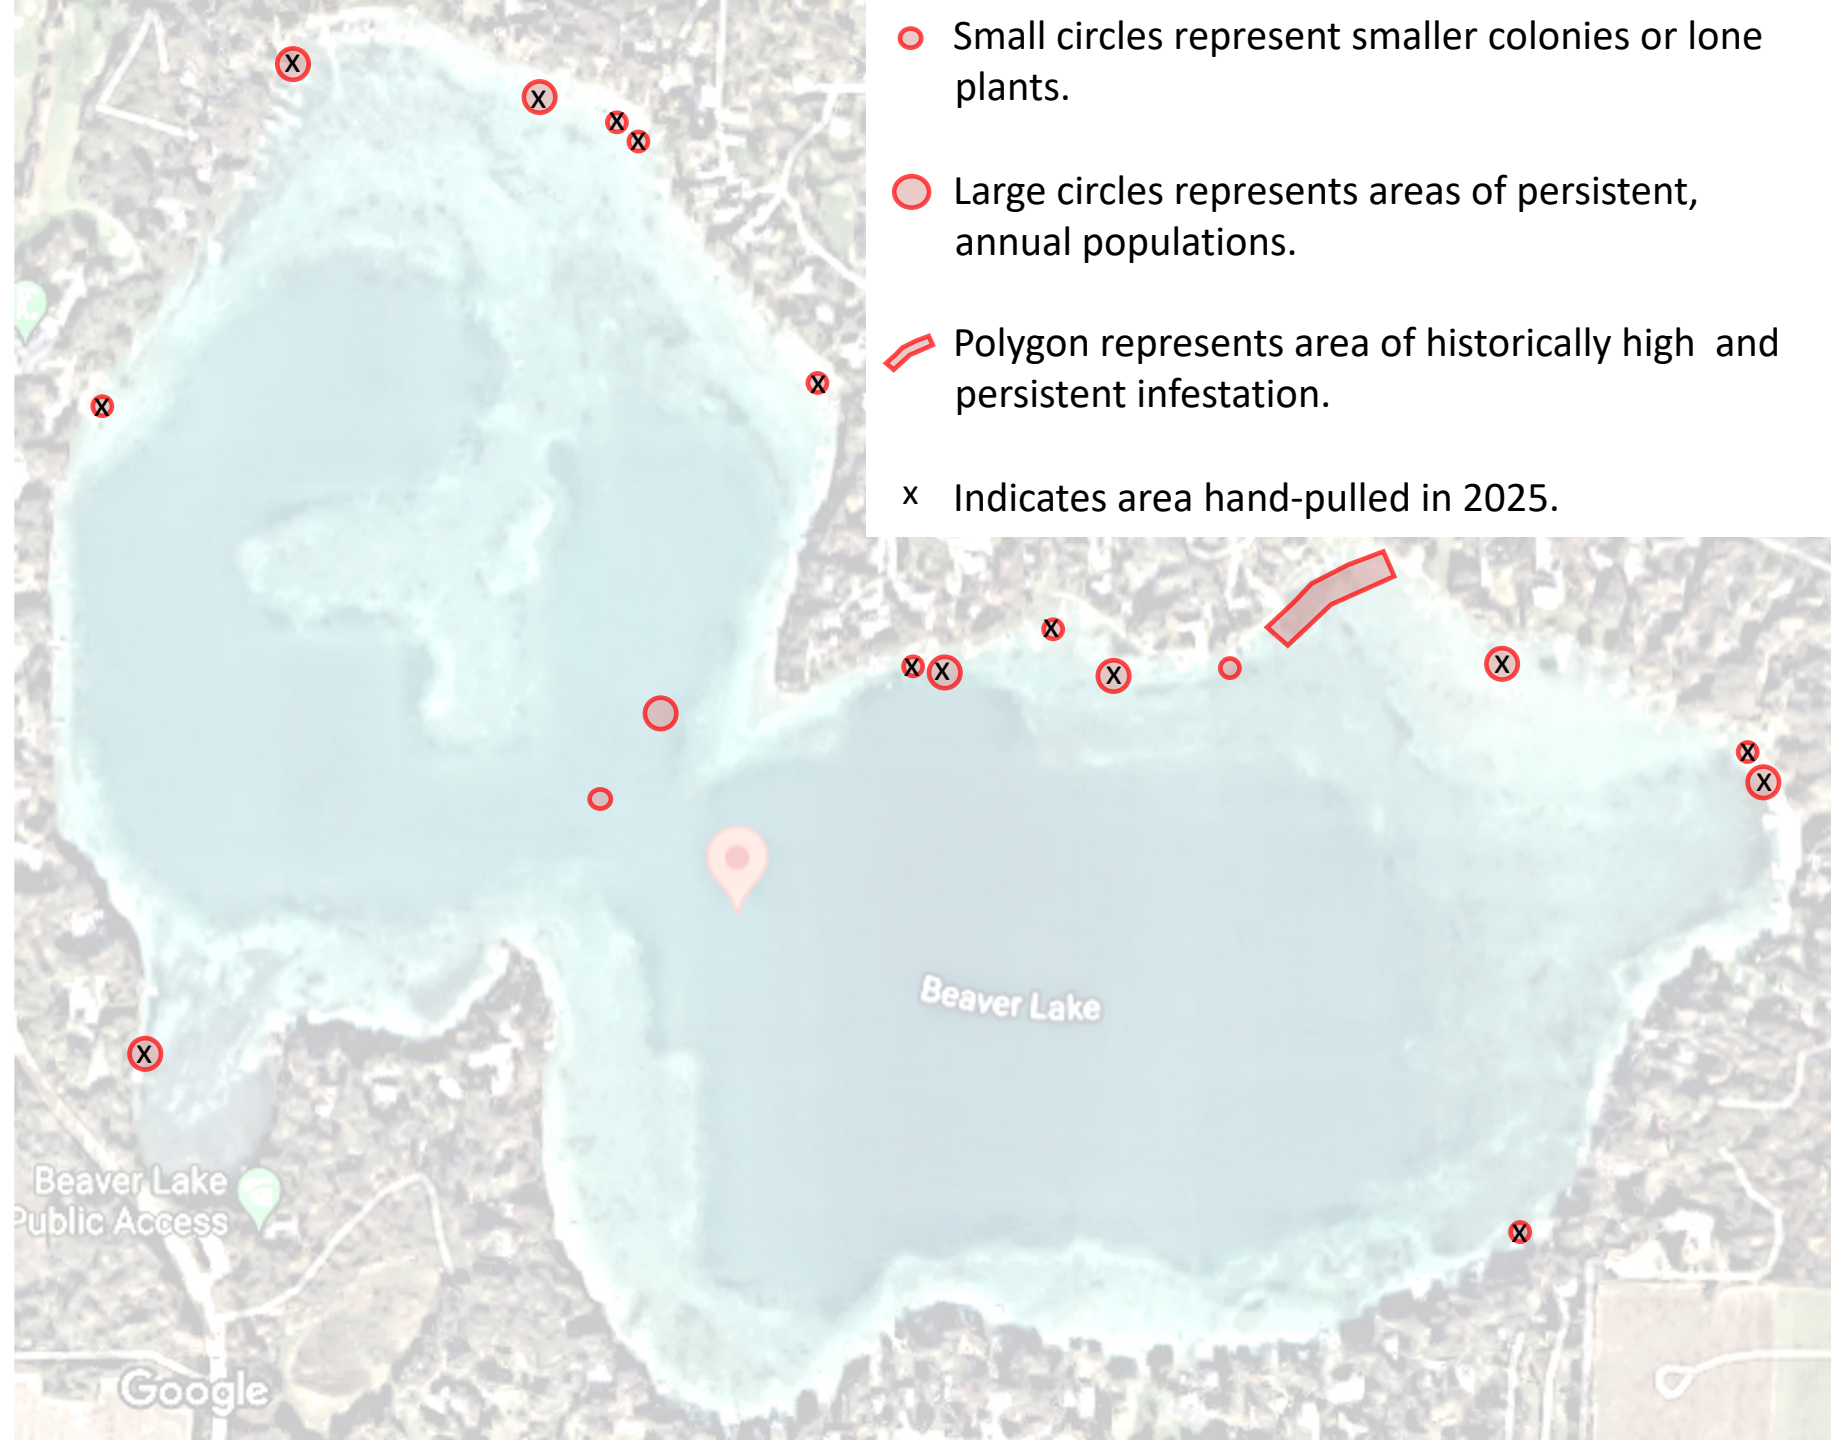 Small circles represent smaller colonies or lone
plants.
Large circles represents areas of persistent,
annual populations.
Polygon represents area of historically high  and
persistent infestation.
x Indicates area hand-pulled in 2025.
X
X
X
X
X
X
X
X
X
X
X
X
X
Beaver Lake
X
Beaver Lake
Public Access
X
Google